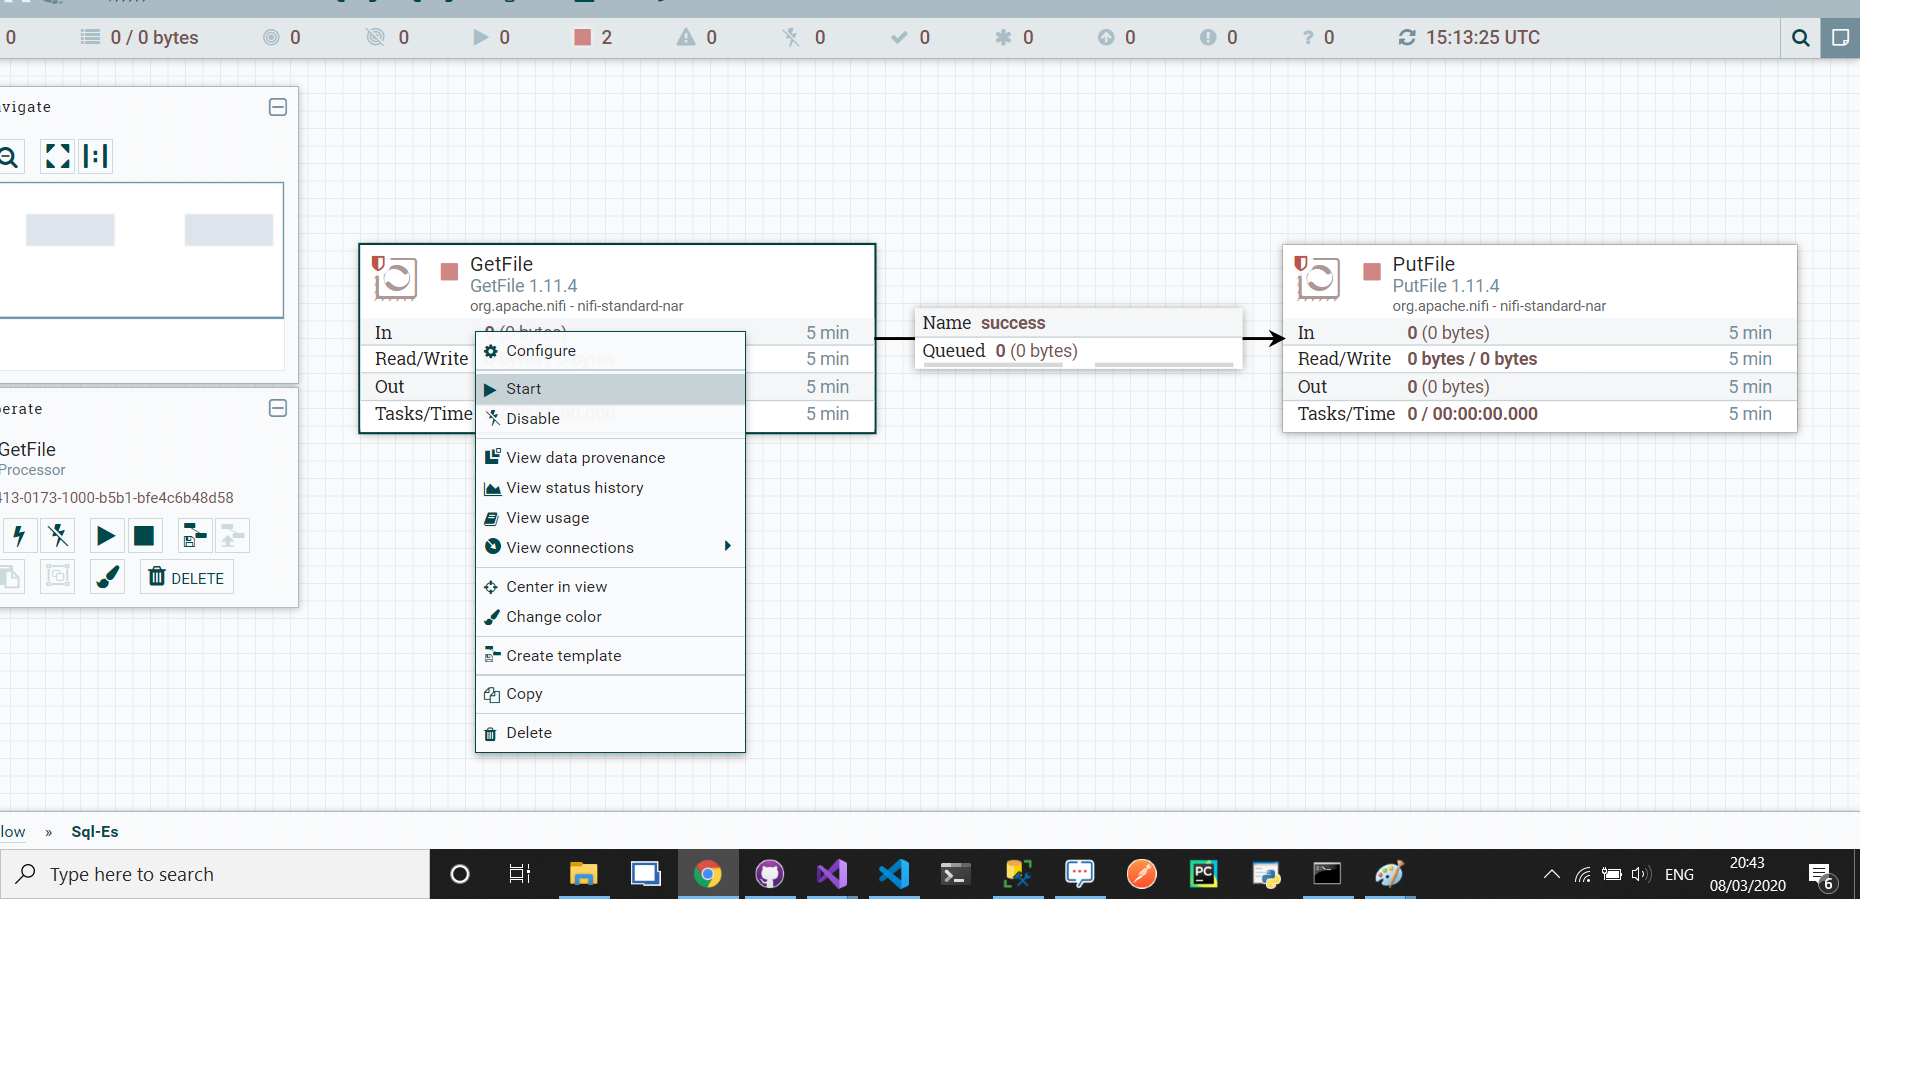 0
0 / 0 bytes
0
0
0
2
0
0
0
0
0
0
? 0
15:13:25 UTC
avigate
GetFile
GetFile 1.11.4
org.apache.nifi - nifi-standard-nar
In
5 min
Read/Write
5 min
Out
5 min
Tasks/Time
5 min
Name success
Queued 0 (0 bytes)
PutFile
PutFile 1.11.4
org.apache.nifi - nifi-standard-nar
In 0 (0 bytes) 5 min
Read/Write 0 bytes / 0 bytes 5 min
Out 0 (0 bytes) 5 min
Tasks/Time 0 / 00:00:00.000 5 min
Configure
Start
Disable
View data provenance
View status history
View usage
View connections
Center in view
Change color
Create template
Copy
Delete
erate
GetFile
Processor
413-0173-1000-b5b1-bfe4c6b48d58
DELETE
low » Sql-Es
Type here to search
PC
ENG
20:43
08/03/2020
6